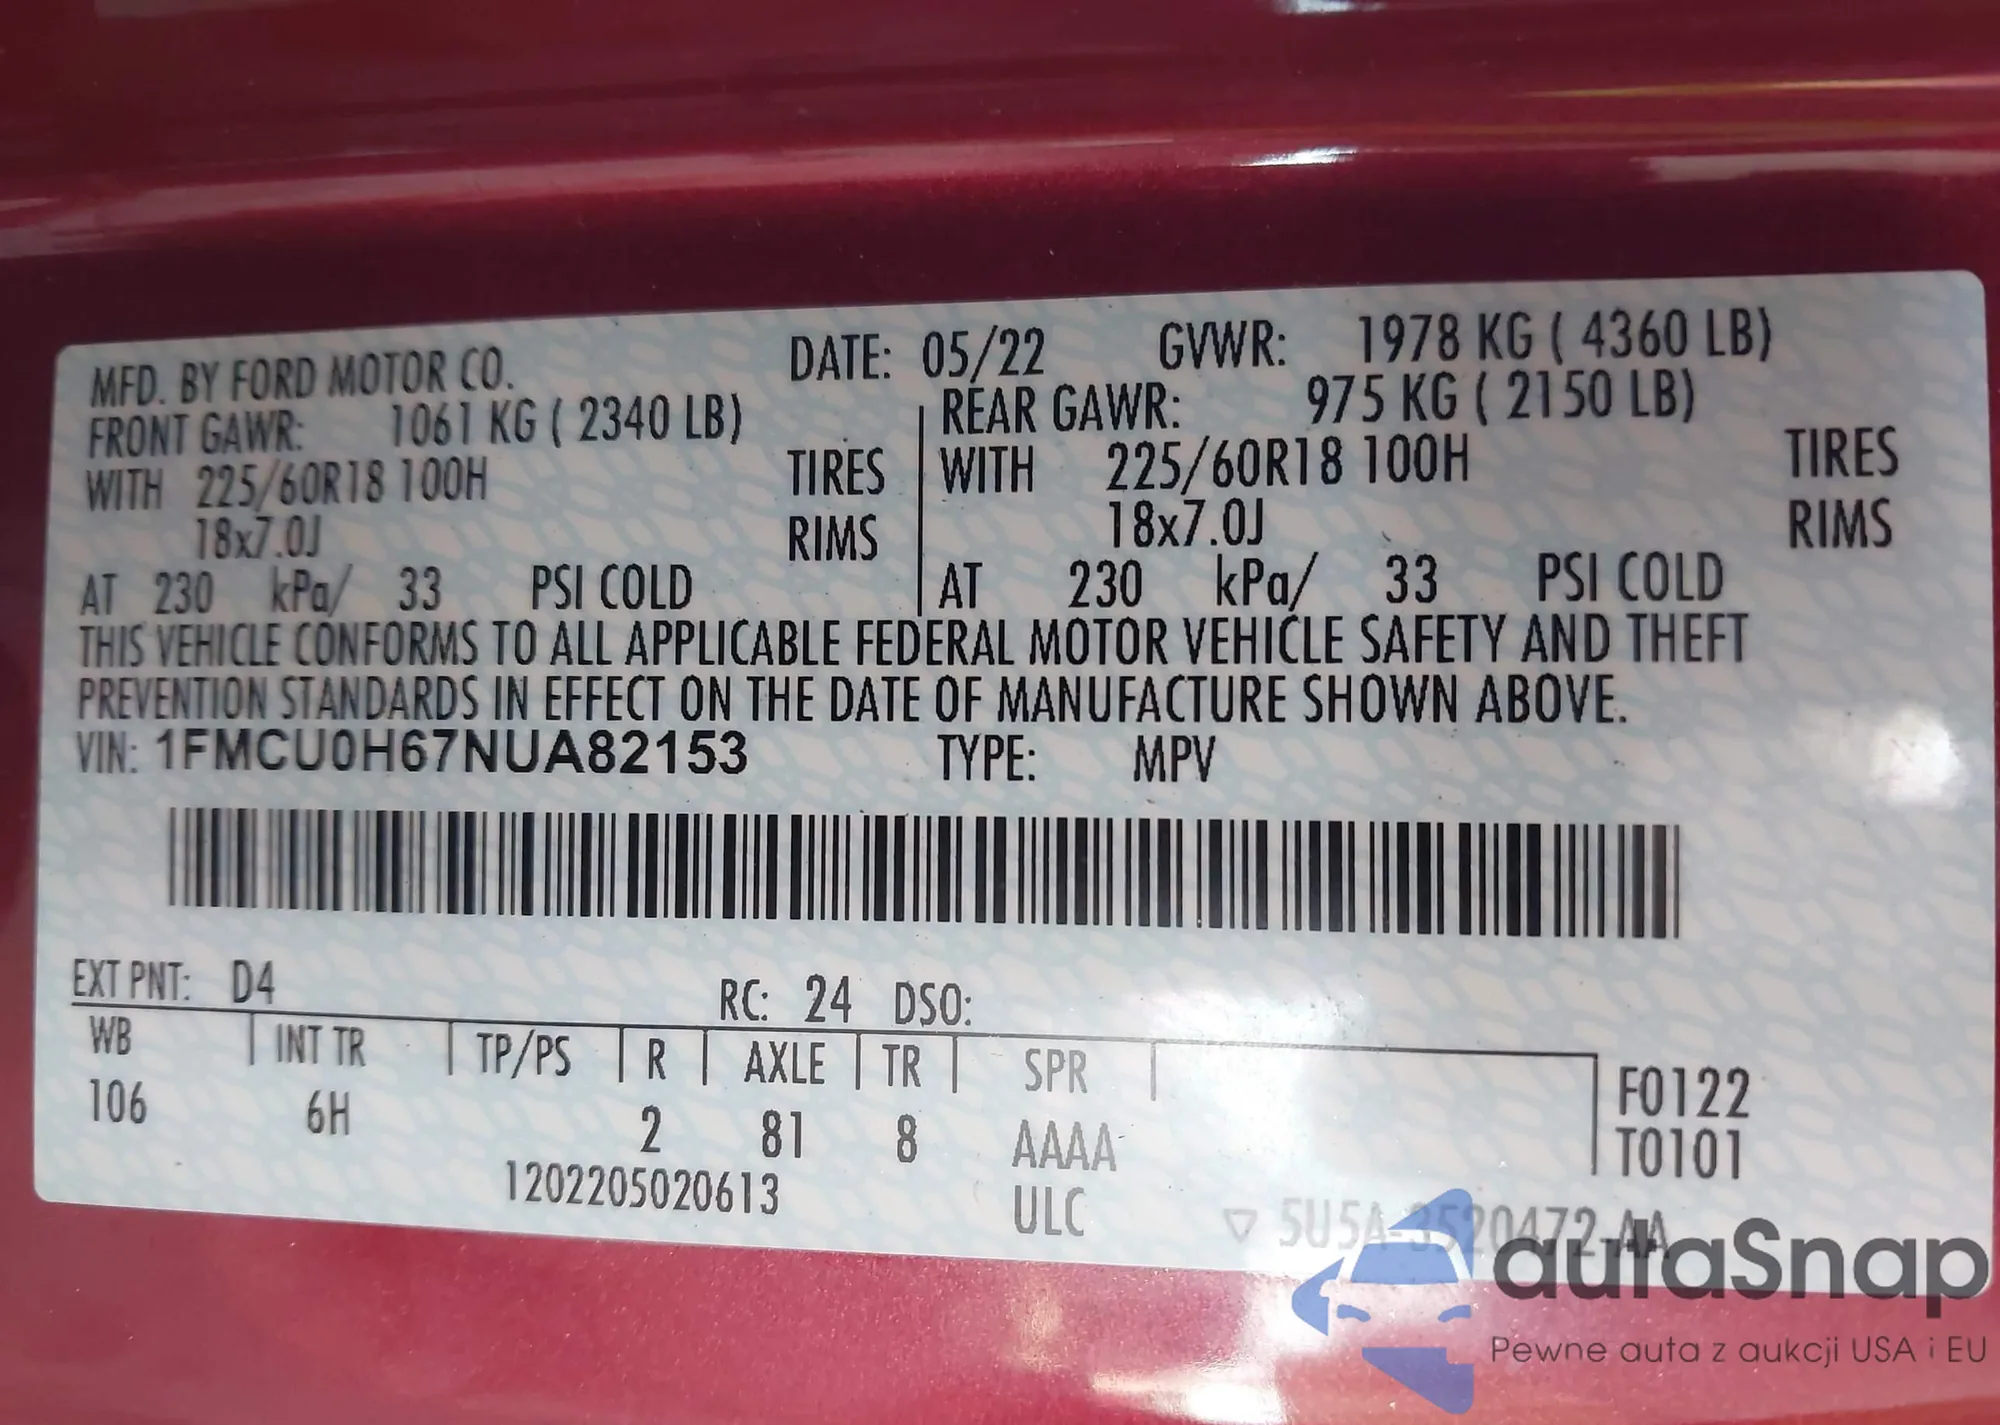 MFD. BY FORD MOTOR CO. DATE: 05/22 GVWR: 1978 KG ( 4360 LB)
FRONT GAWR: 1061 KG ( 2340 LB) REAR GAWR: 975 KG ( 2150 LB)
WITH 225/60R18 100H TIRES WITH 225/60R18 100H TIRES
18x7.0J RIMS 18x7.0J RIMS
AT 230 kPa/ 33 PSI COLD AT 230 kPa/ 33 PSI COLD
THIS VEHICLE CONFORMS TO ALL APPLICABLE FEDERAL MOTOR VEHICLE SAFETY AND THEFT
PREVENTION STANDARDS IN EFFECT ON THE DATE OF MANUFACTURE SHOWN ABOVE.
VIN: 1FMCU0H67NUA82153 TYPE: MPV
EXT PNT: D4 RC: 24 DSO:
WB INT TR TP/PS R AXLE TR SPR F0122
106 6H 2 81 8 AAAA T0101
1202205020613 ULC ▽ 5U5A-3520472-AA
autaSnap
Pewne auta z aukcji USA i EU